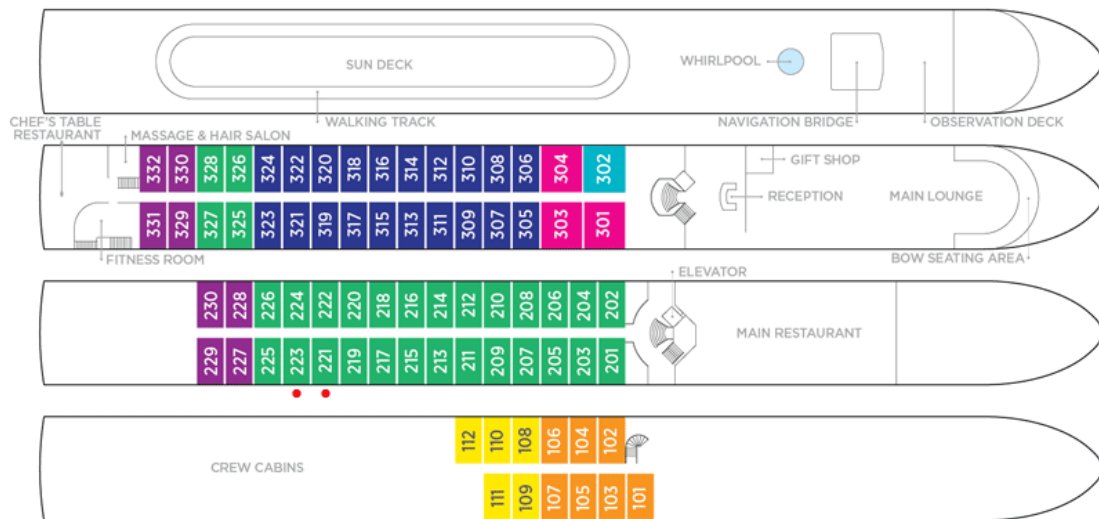 SUN DECK
WHIRLPOOL
CHEF'S TABLE
RESTAURANT
MASSAGE & HAIR SALON
WALKING TRACK
NAVIGATION BRIDGE
OBSERVATION DECK
332 330 328 326 324 322 320 318 316 314 312 310 308 306 304 302
GIFT SHOP
RECEPTION
MAIN LOUNGE
331 329 327 325 323 321 319 317 315 313 311 309 307 305 303 301
FITNESS ROOM
BOW SEATING AREA
ELEVATOR
230 228 226 224 222 220 218 216 214 212 210 208 206 204 202
MAIN RESTAURANT
229 227 225 223 221 219 217 215 213 211 209 207 205 203 201
112 110 108 106 104 102
CREW CABINS
111 109 107 105 103 101